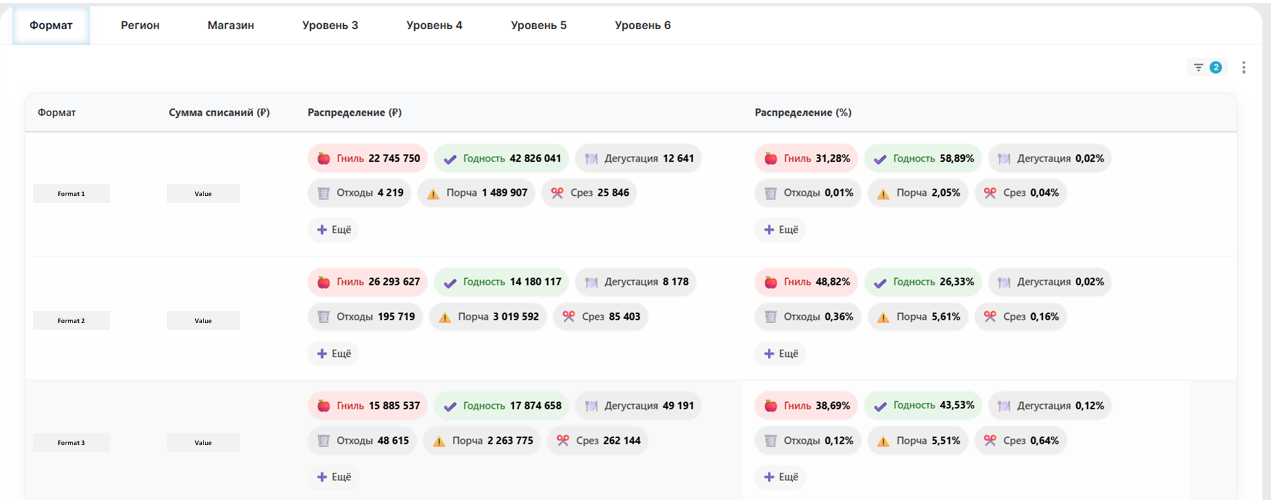 Формат Регион Магазин Уровень 3 Уровень 4 Уровень 5 Уровень 6
2
Формат Сумма списаний (₽) Распределение (₽) Распределение (%)
Гниль 22 745 750 Годность 42 826 041 Дегустация 12 641 Гниль 31,28% Годность 58,89% Дегустация 0,02%
Format 1 Value Отходы 4 219 Порча 1 489 907 Срез 25 846 Отходы 0,01% Порча 2,05% Срез 0,04%
Ещё Ещё
Гниль 26 293 627 Годность 14 180 117 Дегустация 8 178 Гниль 48,82% Годность 26,33% Дегустация 0,02%
Format 2 Value Отходы 195 719 Порча 3 019 592 Срез 85 403 Отходы 0,36% Порча 5,61% Срез 0,16%
Ещё Ещё
Гниль 15 885 537 Годность 17 874 658 Дегустация 49 191 Гниль 38,69% Годность 43,53% Дегустация 0,12%
Format 3 Value Отходы 48 615 Порча 2 263 775 Срез 262 144 Отходы 0,12% Порча 5,51% Срез 0,64%
Ещё Ещё